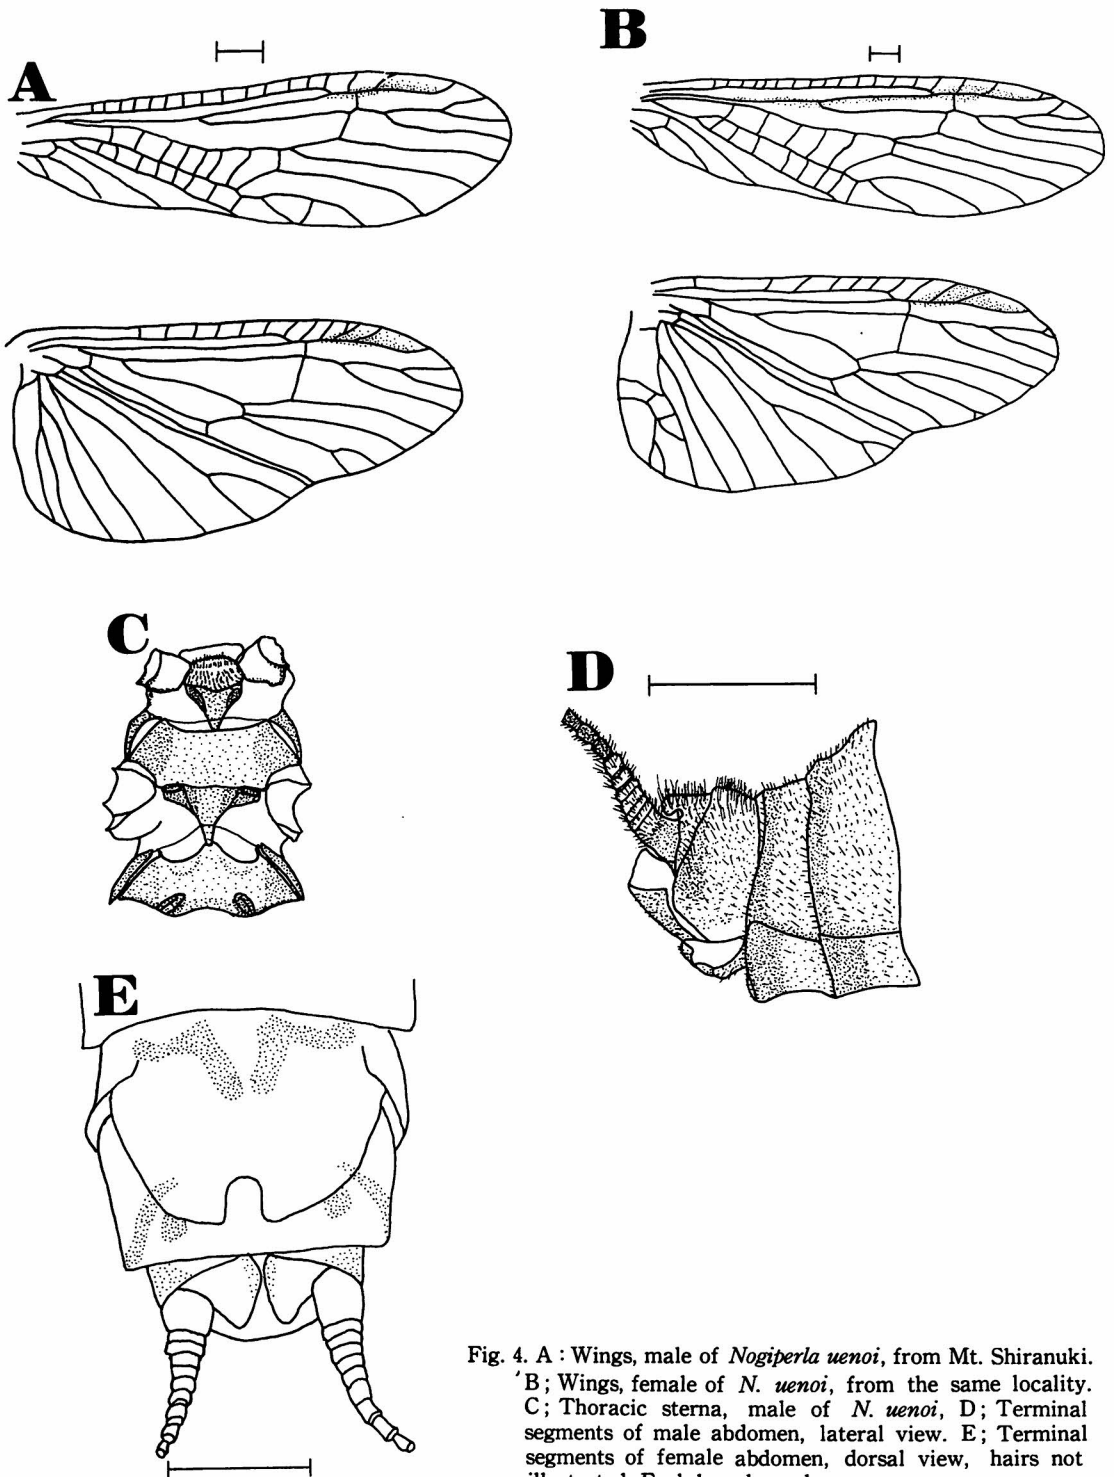 A
B
C
D
E
Fig. 4. A : Wings, male of Nogiperla uenoi, from Mt. Shiranuki.
B ; Wings, female of N. uenoi, from the same locality.
C ; Thoracic sterna, male of N. uenoi, D ; Terminal
segments of male abdomen, lateral view. E ; Terminal
segments of female abdomen, dorsal view, hairs not